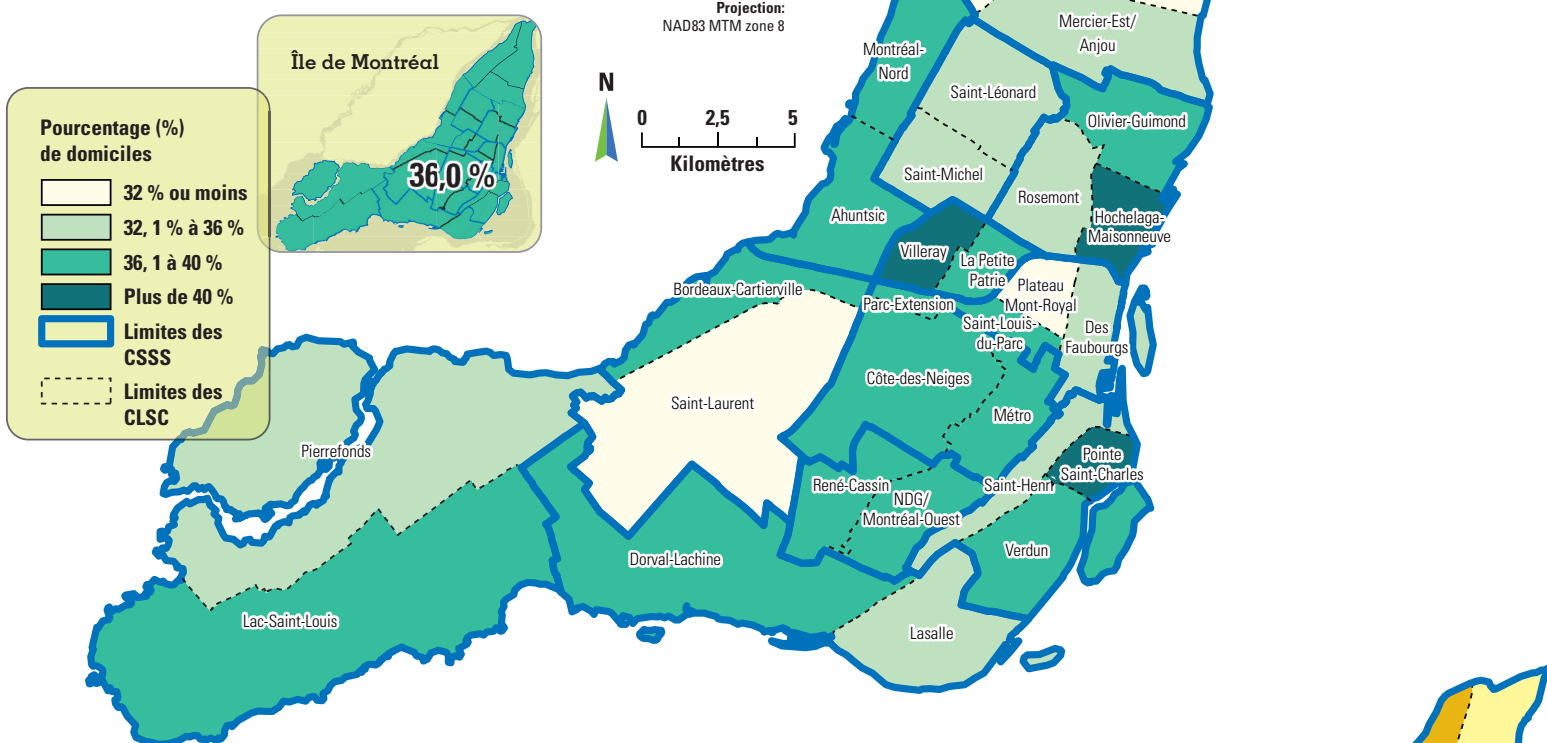 Projection:
NAD83 MTM zone 8
Île de Montréal
36,0 %
N
0 2,5 5
Kilomètres
Pourcentage (%)
de domiciles
32 % ou moins
32, 1 % à 36 %
36, 1 à 40 %
Plus de 40 %
Limites des
CSSS
Limites des
CLSC
Mercier-Est/
Anjou
Montréal-
Nord
Saint-Léonard
Olivier-Guimond
Saint-Michel
Rosemont
Ahuntsic
Hochelaga-
Maisonneuve
Villeray
La Petite
Patrie
Plateau
Mont-Royal
Bordeaux-Cartierville
Parc-Extension
Saint-Louis-
du-Parc
Des
Faubourgs
Côte-des-Neiges
Saint-Laurent
Métro
Pierrefonds
Pointe
Saint-Charles
René-Cassin
Saint-Henri
NDG/
Montréal-Ouest
Verdun
Dorval-Lachine
Lac-Saint-Louis
Lasalle